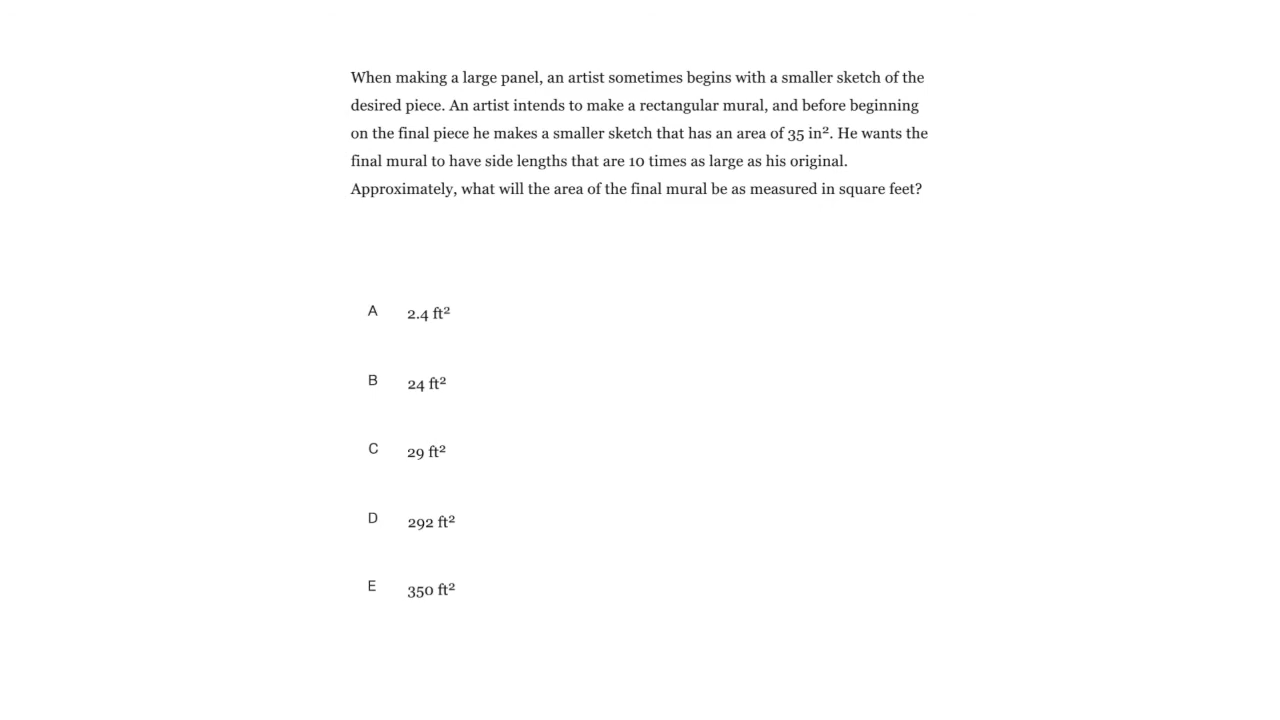 When making a large panel, an artist sometimes begins with a smaller sketch of the
desired piece. An artist intends to make a rectangular mural, and before beginning
on the final piece he makes a smaller sketch that has an area of 35 in². He wants the
final mural to have side lengths that are 10 times as large as his original.
Approximately, what will the area of the final mural be as measured in square feet?
A 2.4 ft²
B 24 ft²
C 29 ft²
D 292 ft²
E 350 ft²